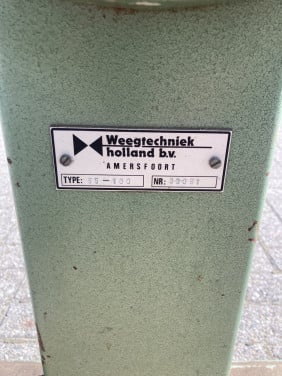 Weegtechniek
holland b.v.
AMERSFOORT
TYPE:
NR: